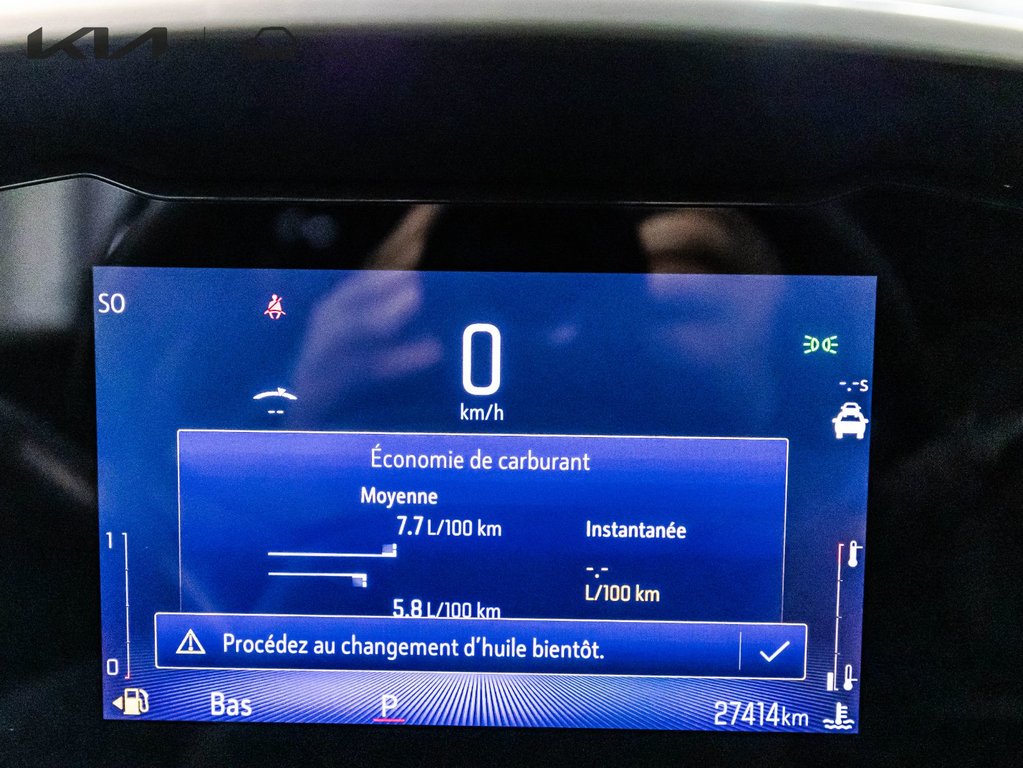 KIA
SO
0
km/h
-.-s
--
Économie de carburant
Moyenne
7.7 L/100 km
Instantanée
-.-
L/100 km
5.8 L/100 km
1
0
Procédez au changement d'huile bientôt.
Bas
P
27414km